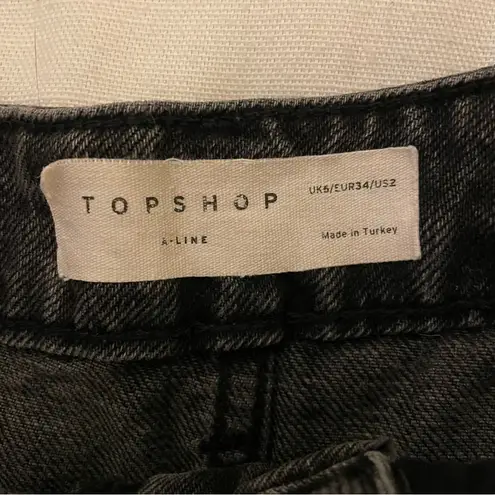 TOPSHOP
A-LINE
UK6/EUR34/US2
Made in Turkey